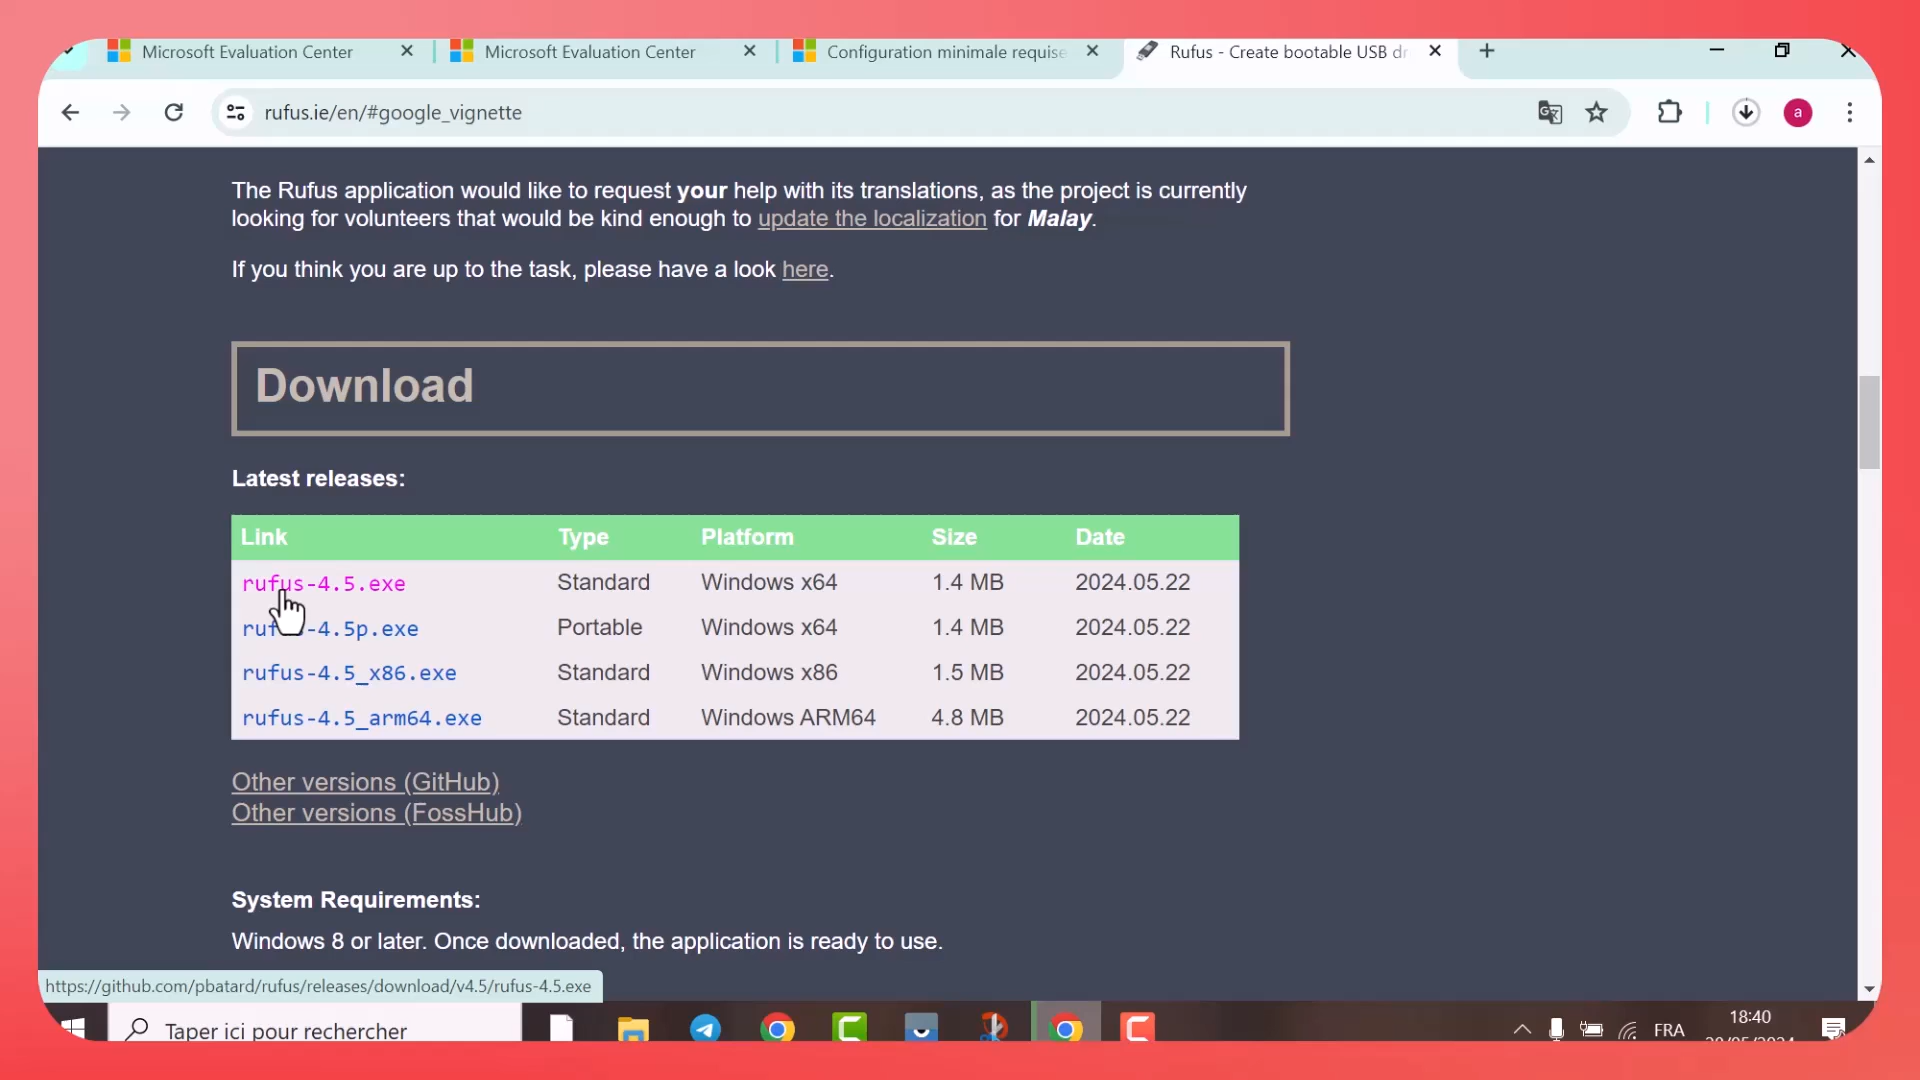 Microsoft Evaluation Center
Microsoft Evaluation Center
Configuration minimale requise
Rufus - Create bootable USB dr
rufus.ie/en/#google_vignette
a
The Rufus application would like to request your help with its translations, as the project is currently
looking for volunteers that would be kind enough to update the localization for Malay.
If you think you are up to the task, please have a look here.
Download
Latest releases:
Link Type Platform Size Date
rufus-4.5.exe Standard Windows x64 1.4 MB 2024.05.22
rufus-4.5p.exe Portable Windows x64 1.4 MB 2024.05.22
rufus-4.5_x86.exe Standard Windows x86 1.5 MB 2024.05.22
rufus-4.5_arm64.exe Standard Windows ARM64 4.8 MB 2024.05.22
Other versions (GitHub)
Other versions (FossHub)
System Requirements:
Windows 8 or later. Once downloaded, the application is ready to use.
https://github.com/pbatard/rufus/releases/download/v4.5/rufus-4.5.exe
Taper ici pour rechercher
FRA
18:40